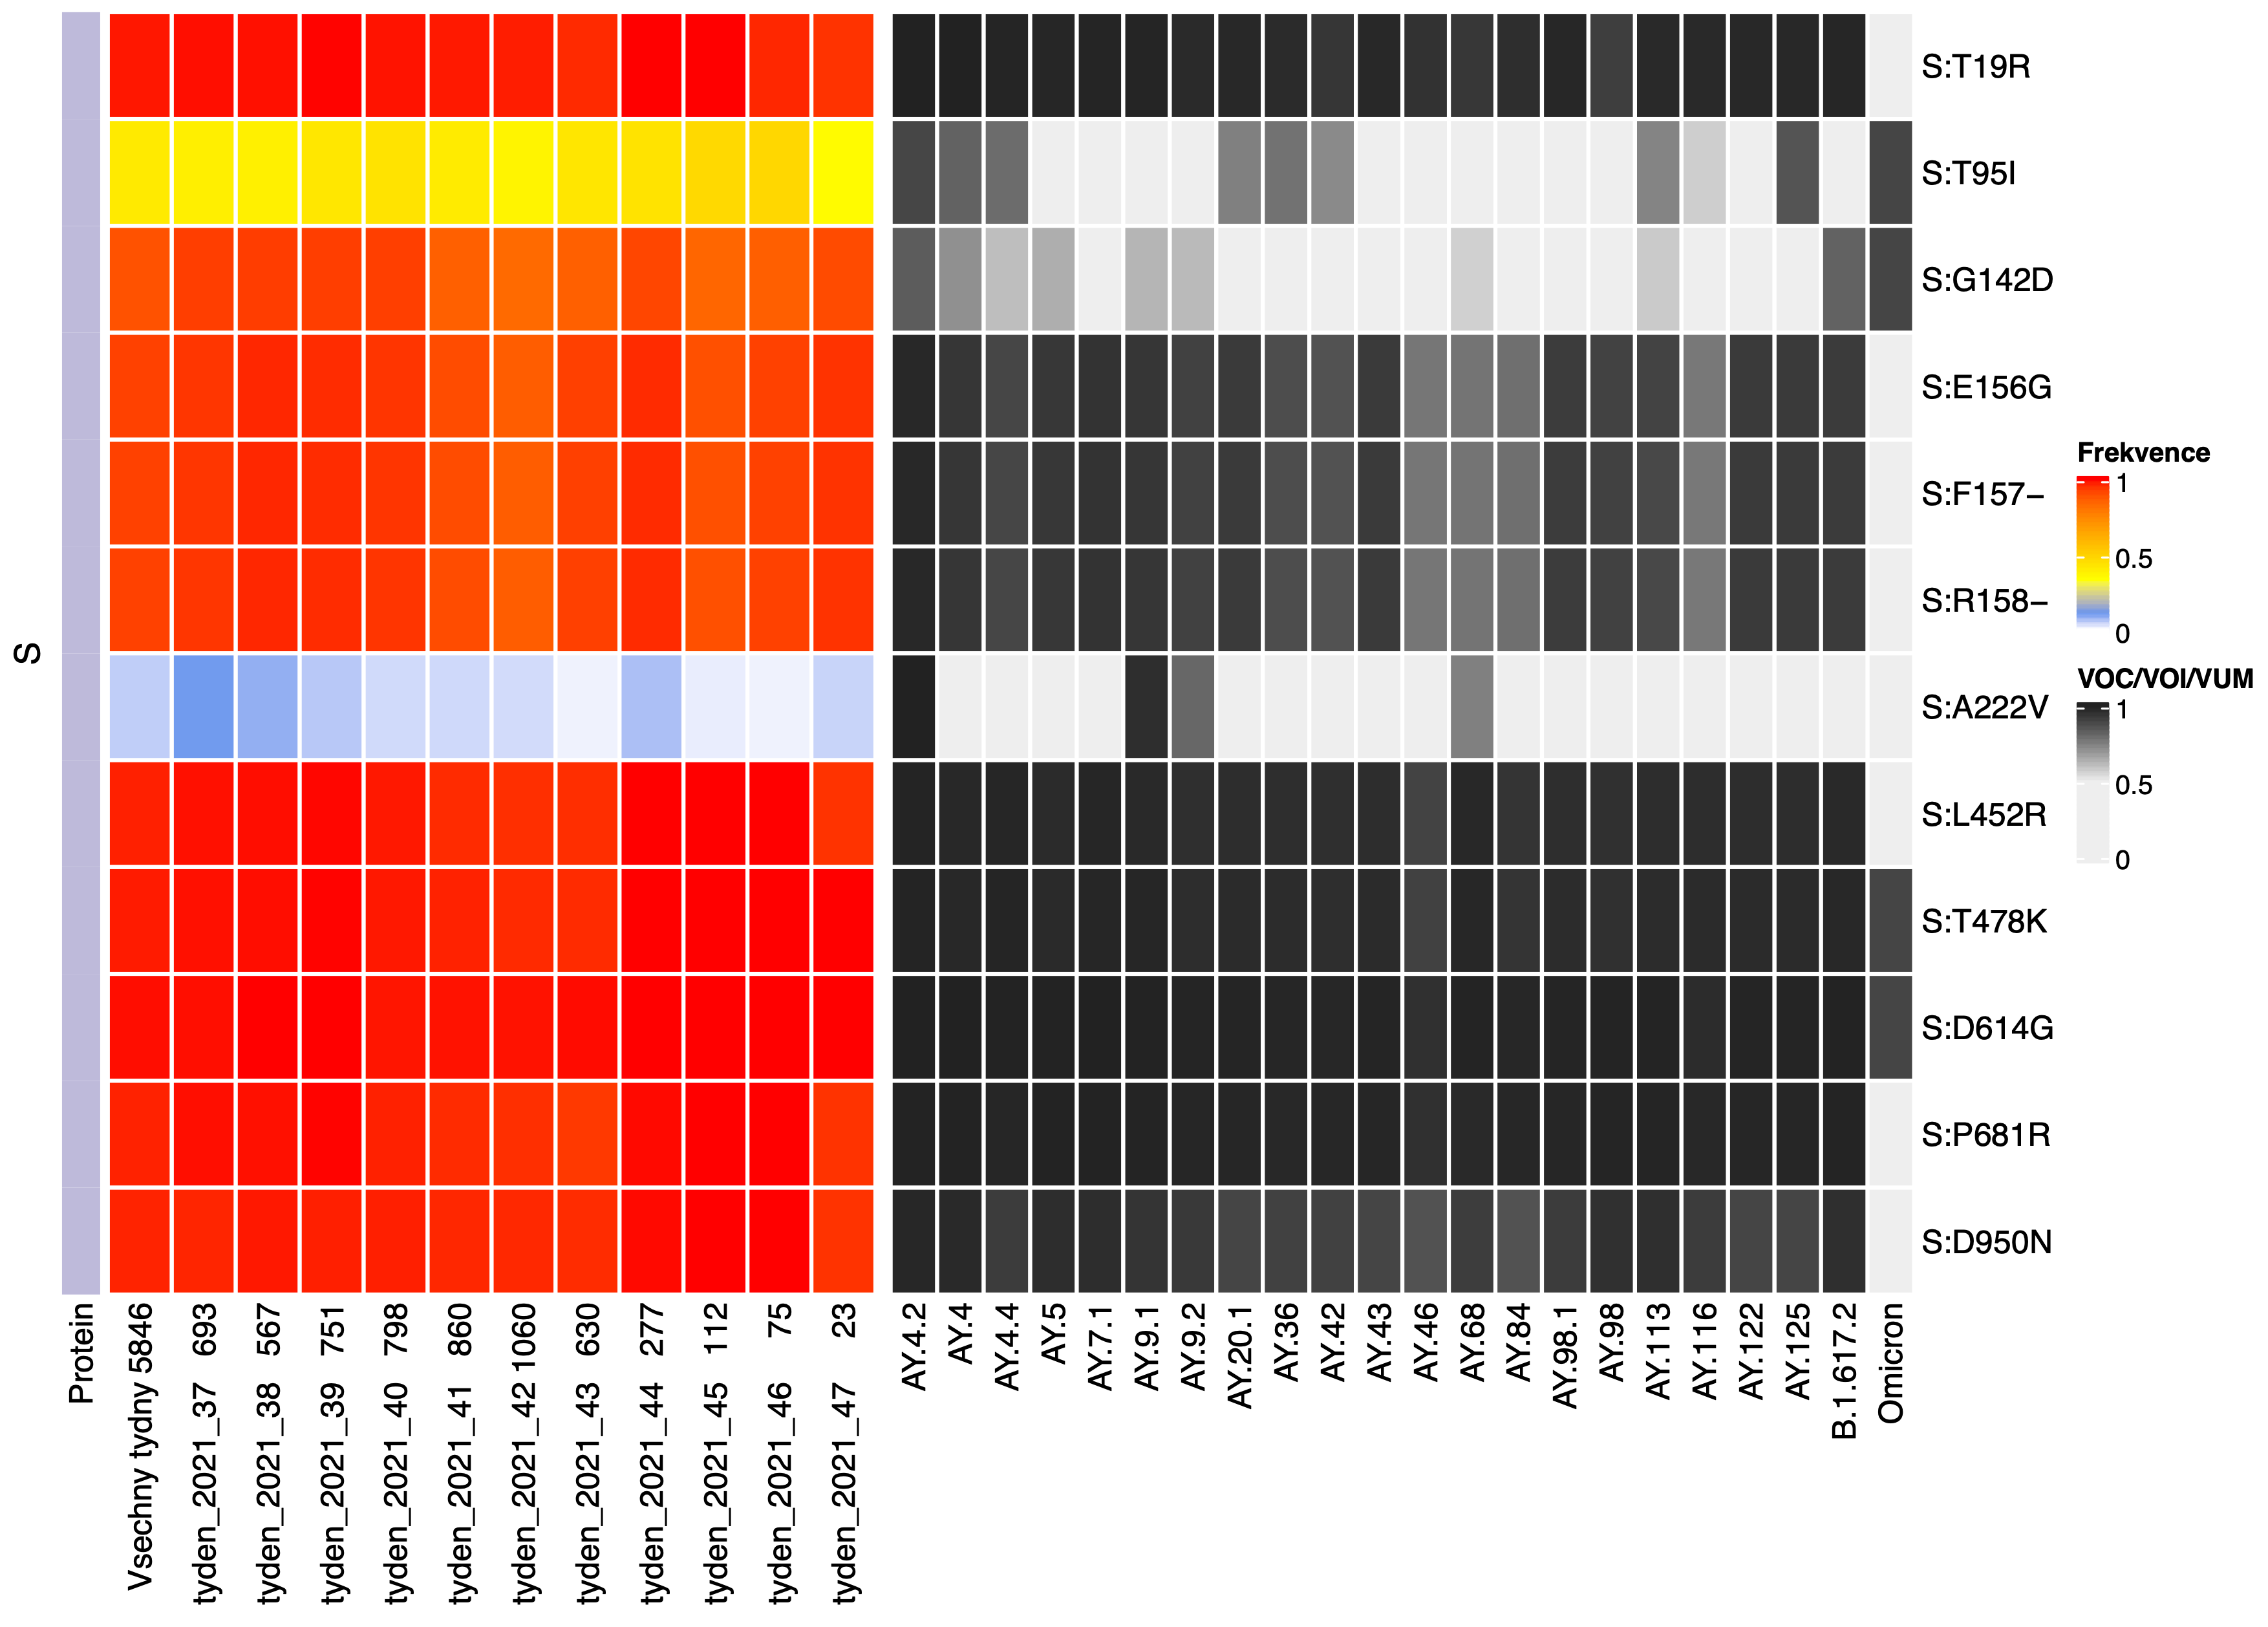 S:T19R
S:T95I
S:G142D
S:E156G
S:F157−
S:R158−
S:A222V
S:L452R
S:T478K
S:D614G
S:P681R
S:D950N
S
Frekvence
1
0.5
0
VOC/VOI/VUM
1
0.5
0
Protein
Vsechny tydny 5846
tyden_2021_37 693
tyden_2021_38 567
tyden_2021_39 751
tyden_2021_40 798
tyden_2021_41 860
tyden_2021_42 1060
tyden_2021_43 630
tyden_2021_44 277
tyden_2021_45 112
tyden_2021_46 75
tyden_2021_47 23
AY.4.2
AY.4
AY.4.4
AY.5
AY.7.1
AY.9.1
AY.9.2
AY.20.1
AY.36
AY.42
AY.43
AY.46
AY.68
AY.84
AY.98.1
AY.98
AY.113
AY.116
AY.122
AY.125
B.1.617.2
Omicron